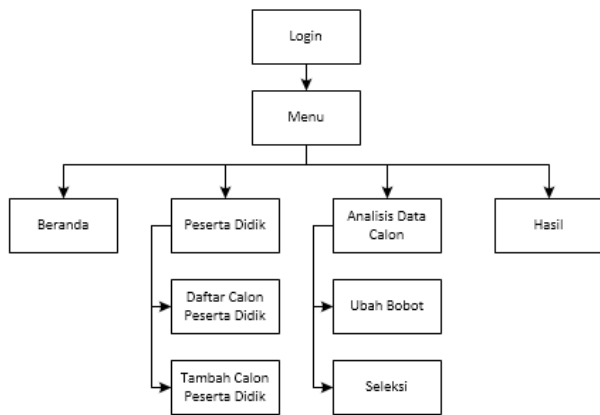 Login
Menu
Beranda
Peserta Didik
Analisis Data
Calon
Hasil
Daftar Calon
Peserta Didik
Ubah Bobot
Tambah Calon
Peserta Didik
Seleksi